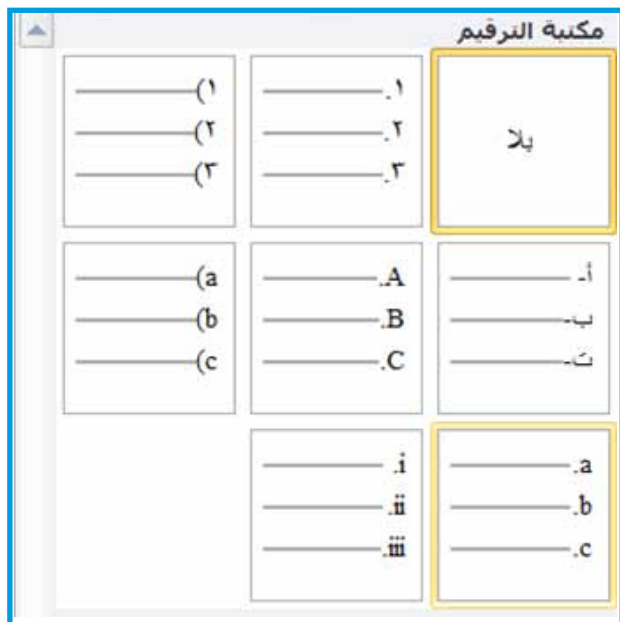 مكتبة الترقيم
بلا
١.
٢.
٣.
١)
٢)
٣)
أ-
ب-
ت-
A.
B.
C.
a)
b)
c)
a.
b.
c.
i.
ii.
iii.